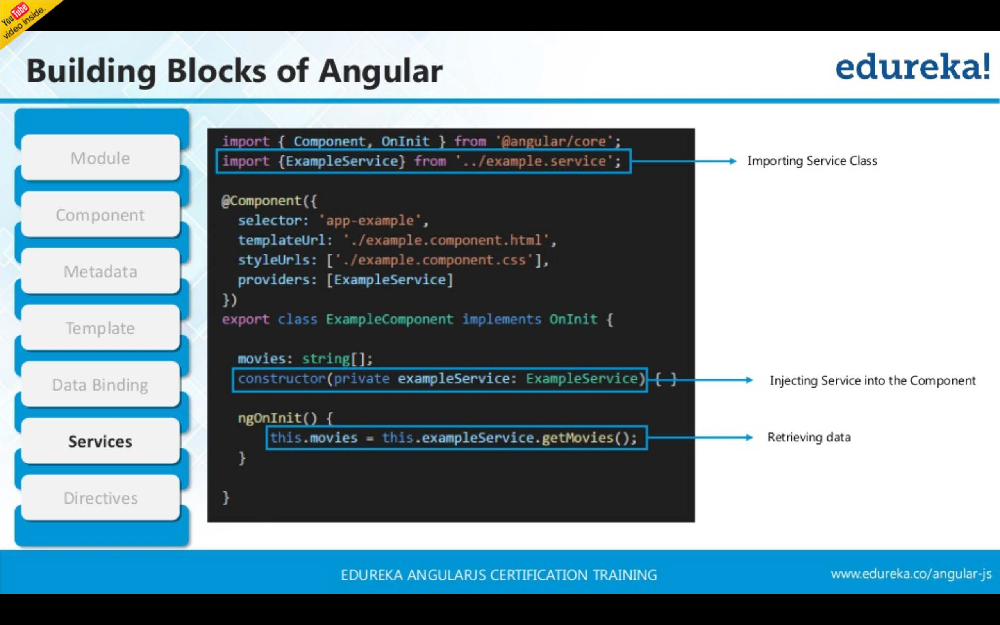 You Tube
video inside.
Building Blocks of Angular
edureka!
Module
Component
Metadata
Template
Data Binding
Services
Directives
import { Component, OnInit } from '@angular/core';
import {ExampleService} from '../example.service';
@Component({
  selector: 'app-example',
  templateUrl: './example.component.html',
  styleUrls: ['./example.component.css'],
  providers: [ExampleService]
})
export class ExampleComponent implements OnInit {
  movies: string[];
  constructor(private exampleService: ExampleService) { }
  ngOnInit() {
      this.movies = this.exampleService.getMovies();
  }
}
Importing Service Class
Injecting Service into the Component
Retrieving data
EDUREKA ANGULARJS CERTIFICATION TRAINING
www.edureka.co/angular-js